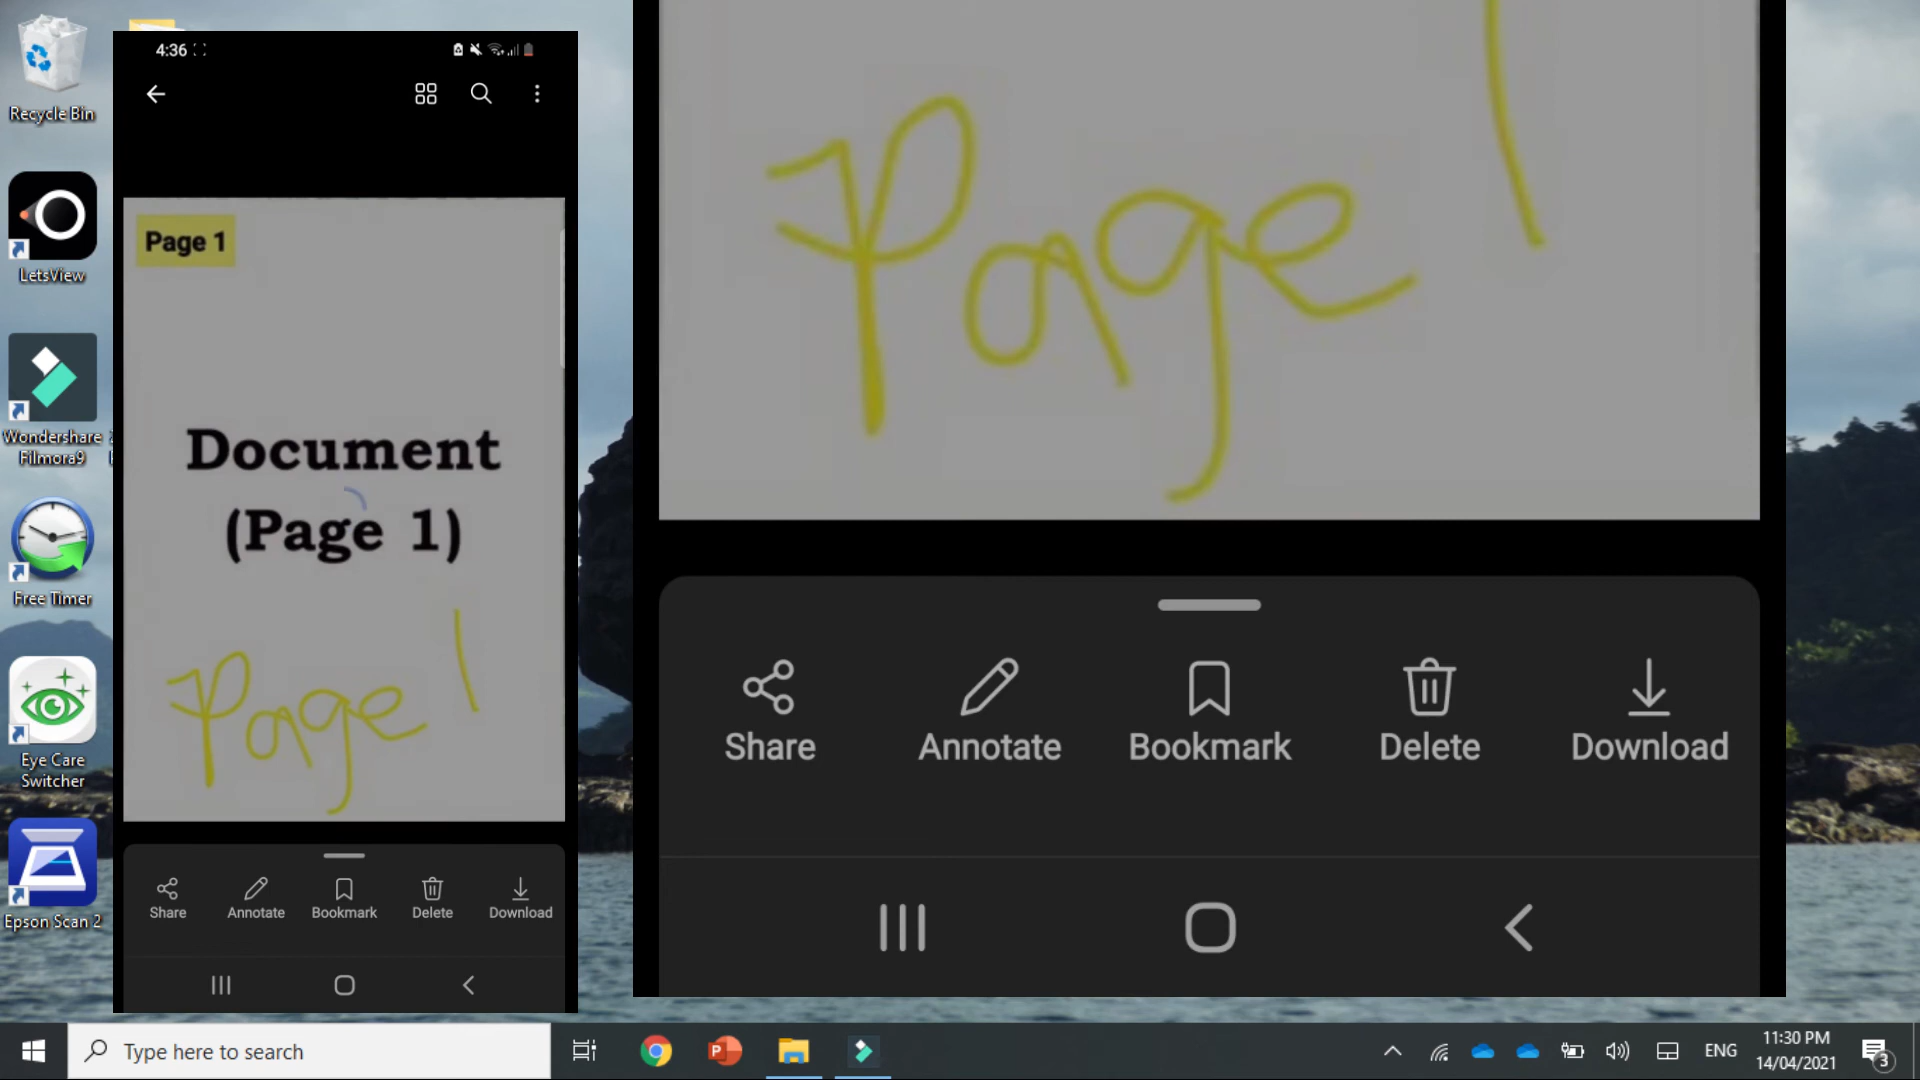 Recycle Bin
LetsView
Wondershare
Filmora9
Free Timer
Eye Care
Switcher
Epson Scan 2
4:36
Page 1
Document
(Page 1)
Page 1
Share Annotate Bookmark Delete Download
Page 1
Share Annotate Bookmark Delete Download
Type here to search
ENG
11:30 PM
14/04/2021
3